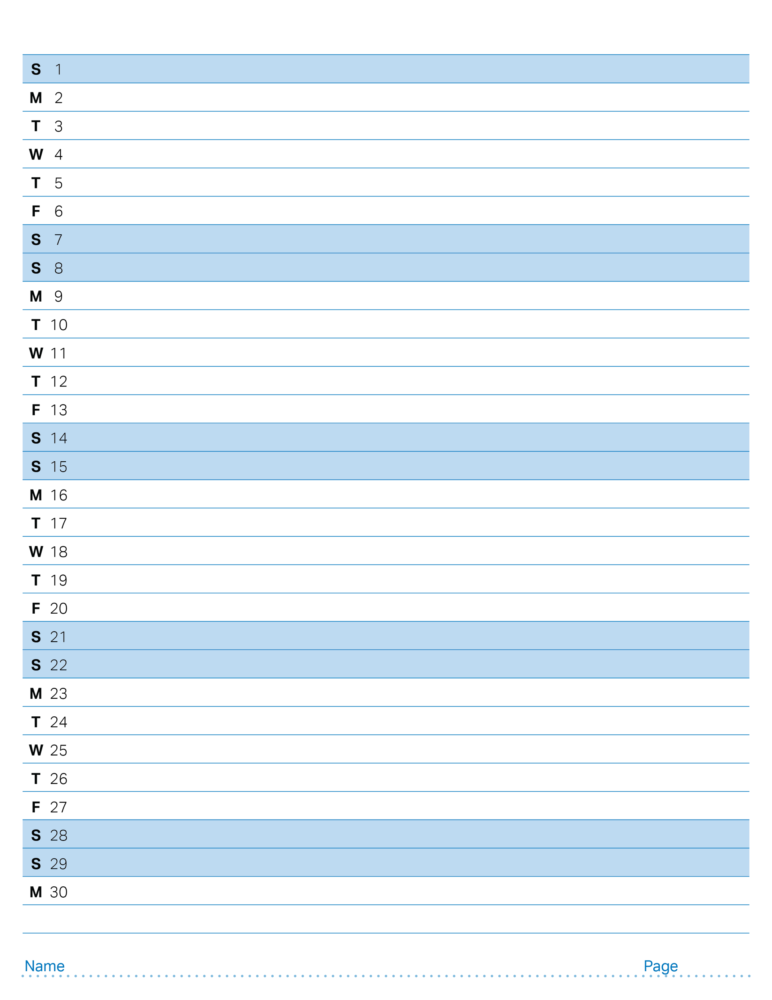 S 1
M 2
T 3
W 4
T 5
F 6
S 7
S 8
M 9
T 10
W 11
T 12
F 13
S 14
S 15
M 16
T 17
W 18
T 19
F 20
S 21
S 22
M 23
T 24
W 25
T 26
F 27
S 28
S 29
M 30
Name Page